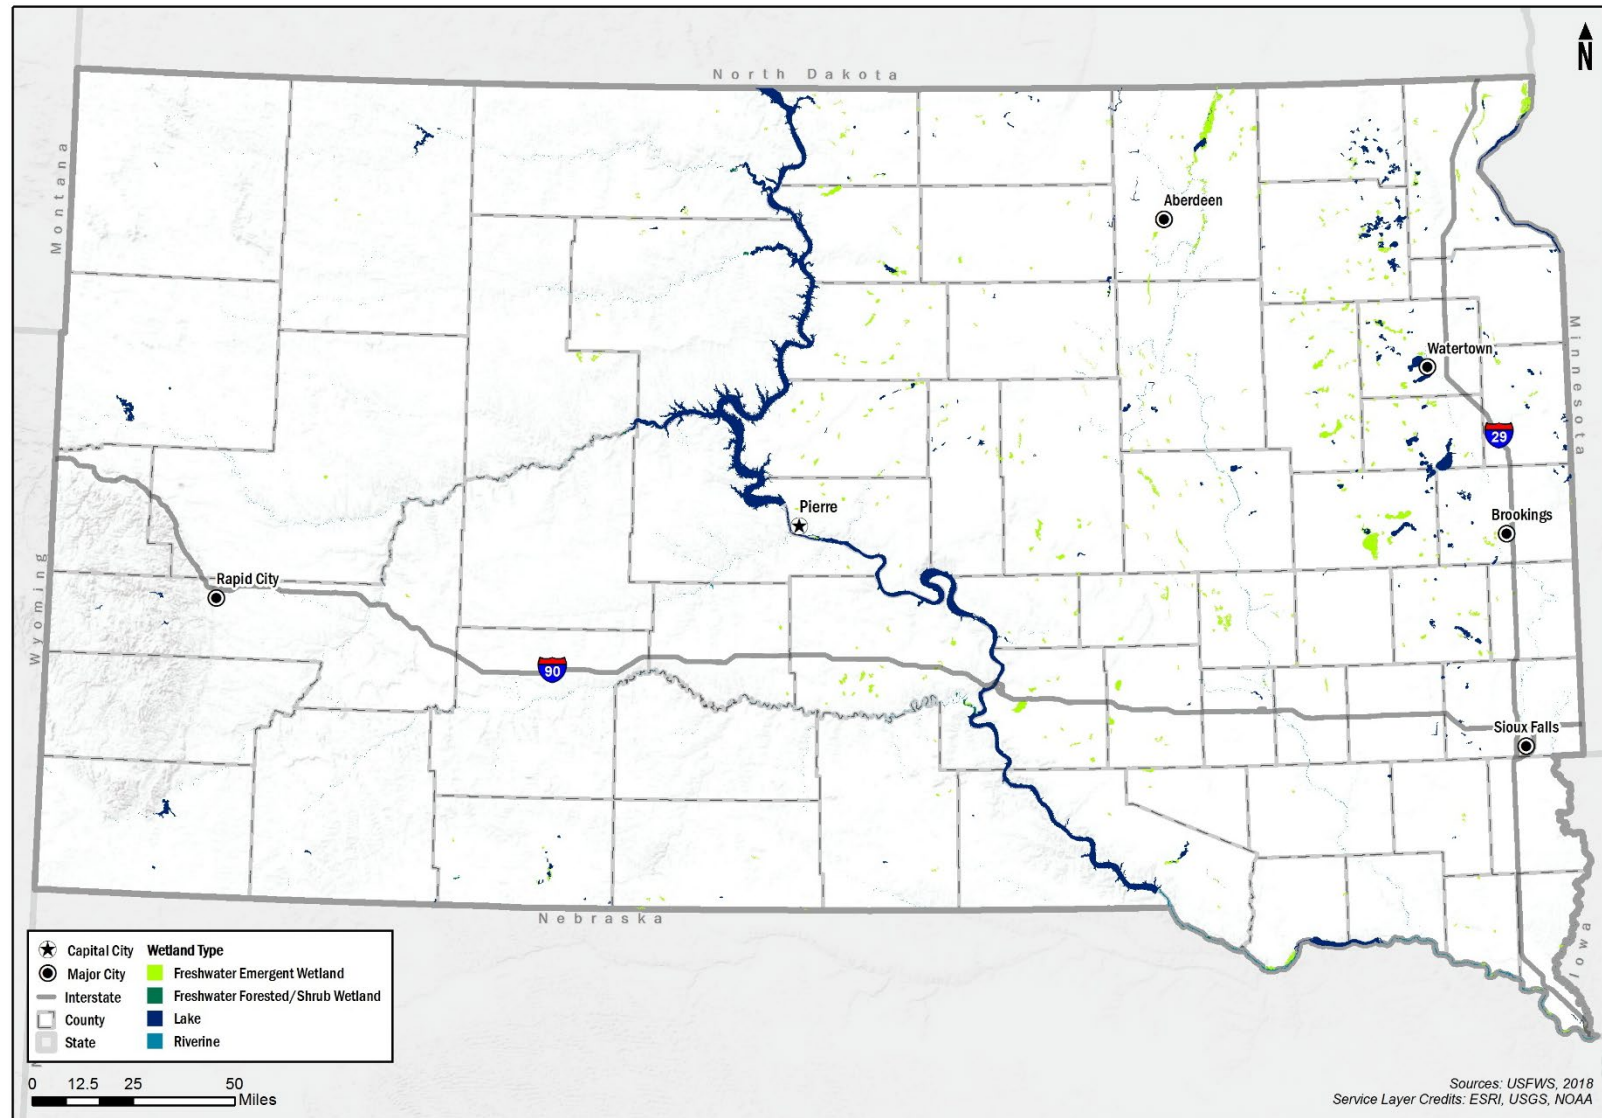 N
North Dakota
Montana
Aberdeen
Minnesota
Watertown
29
Pierre
Brookings
Wyoming
Rapid City
90
Sioux Falls
Nebraska
Iowa
Capital City
Major City
Interstate
County
State
Wetland Type
Freshwater Emergent Wetland
Freshwater Forested/Shrub Wetland
Lake
Riverine
0 12.5 25 50
Miles
Sources: USFWS, 2018
Service Layer Credits: ESRI, USGS, NOAA